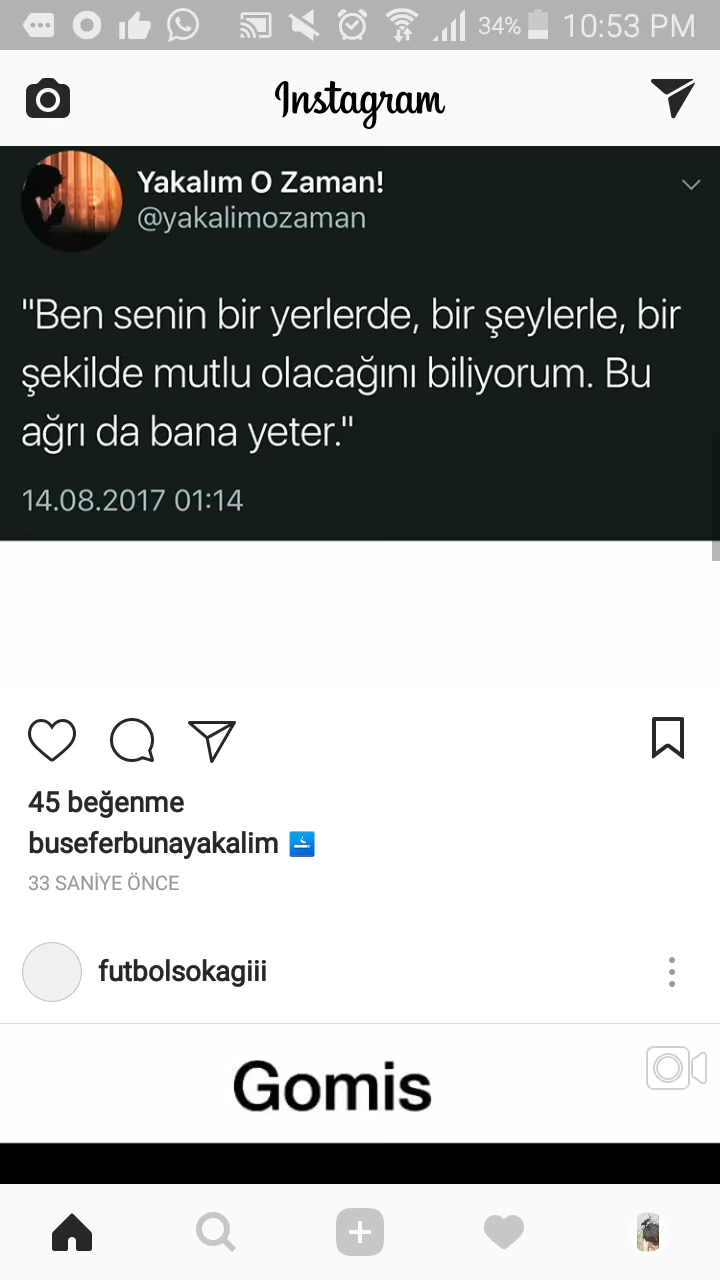 34% 10:53 PM
Instagram
Yakalım O Zaman!
@yakalimozaman
"Ben senin bir yerlerde, bir şeylerle, bir
şekilde mutlu olacağını biliyorum. Bu
ağrı da bana yeter."
14.08.2017 01:14
45 beğenme
buseferbunayakalim 🚬
33 SANİYE ÖNCE
futbolsokagiii
Gomis